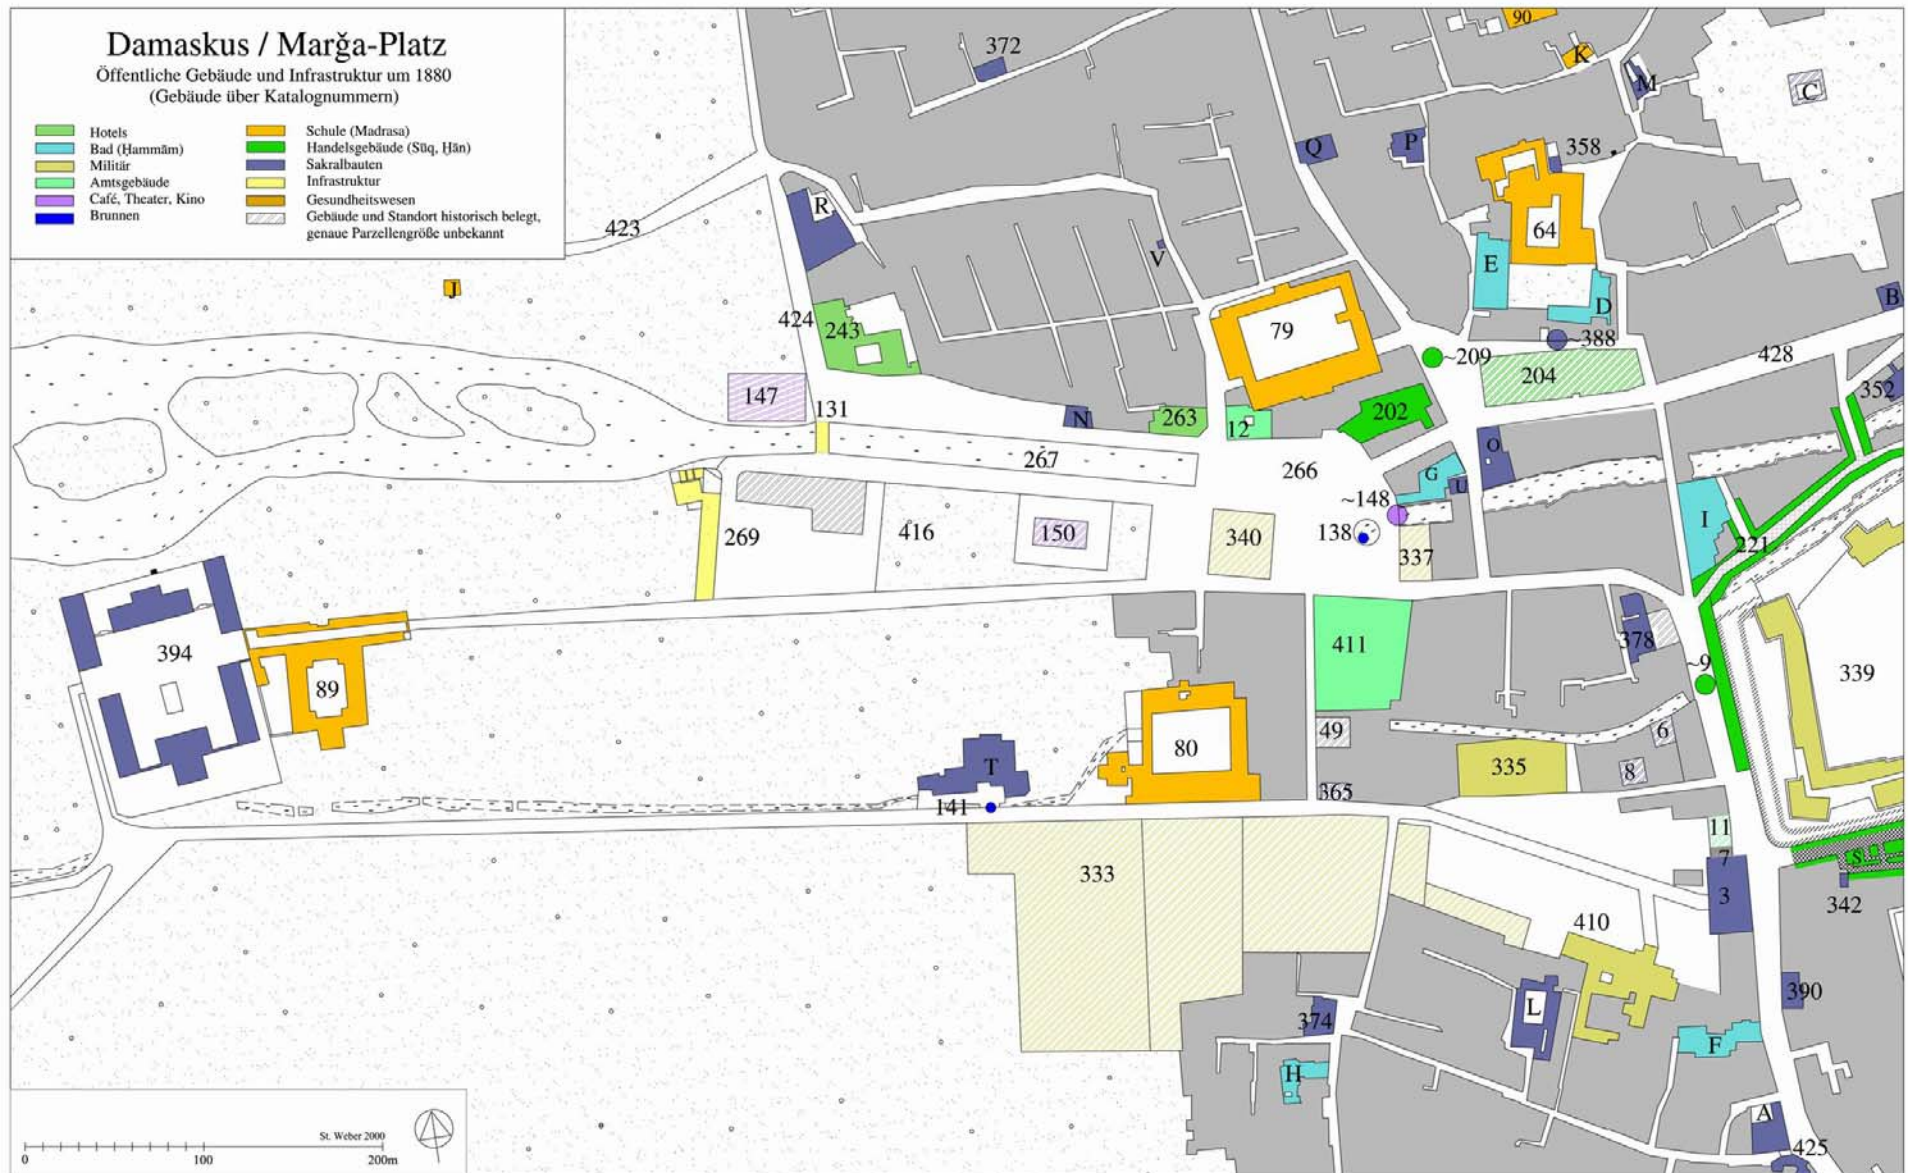 Damaskus / Marǧa-Platz
Öffentliche Gebäude und Infrastruktur um 1880
(Gebäude über Katalognummern)
Hotels
Bad (Ḥammām)
Militär
Amtsgebäude
Café, Theater, Kino
Brunnen
Schule (Madrasa)
Handelsgebäude (Sūq, Ḫān)
Sakralbauten
Infrastruktur
Gesundheitswesen
Gebäude und Standort historisch belegt,
genaue Parzellengröße unbekannt
90
372
K
M
C
Q
P
358
R
423
64
V
E
J
D
B
424
243
79
~388
~209
428
204
352
147
131
N
263
12
202
O
267
266
G
U
~148
I
269
416
150
340
138
337
221
394
411
378
~9
339
89
49
6
80
T
335
8
365
141
11
7
S
333
3
342
410
390
L
374
F
H
A
425
St. Weber 2000
0 100 200m